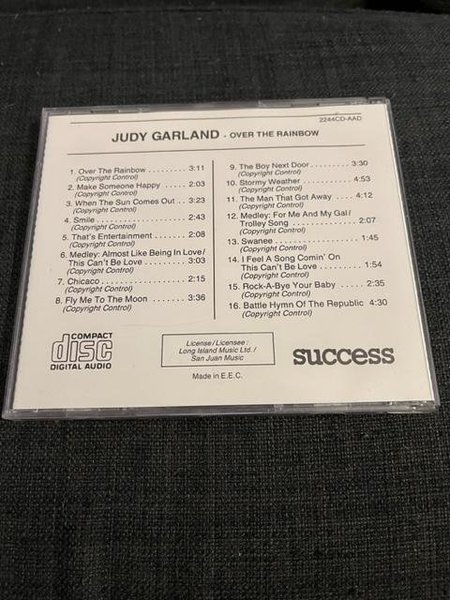 2244CD-AAD
JUDY GARLAND - OVER THE RAINBOW
1. Over The Rainbow . . . . . . . . 3:11
(Copyright Control)
2. Make Someone Happy . . . . . 2:03
(Copyright Control)
3. When The Sun Comes Out . . . 3:23
(Copyright Control)
4. Smile . . . . . . . . . . . . . . . 2:43
(Copyright Control)
5. That's Entertainment . . . . . . . 2:08
(Copyright Control)
6. Medley: Almost Like Being In Love/
This Can't Be Love . . . . . . . . 3:03
(Copyright Control)
7. Chicaco . . . . . . . . . . . . . . 2:15
(Copyright Control)
8. Fly Me To The Moon . . . . . . . 3:36
(Copyright Control)
9. The Boy Next Door . . . . . . . . 3:30
(Copyright Control)
10. Stormy Weather . . . . . . . . . 4:53
(Copyright Control)
11. The Man That Got Away . . . . 4:12
(Copyright Control)
12. Medley: For Me And My Gal/
Trolley Song . . . . . . . . . . . 2:07
(Copyright Control)
13. Swanee . . . . . . . . . . . . . . 1:45
(Copyright Control)
14. I Feel A Song Comin' On
This Can't Be Love . . . . . . . . 1:54
(Copyright Control)
15. Rock-A-Bye Your Baby . . . . . 2:35
(Copyright Control)
16. Battle Hymn Of The Republic 4:30
(Copyright Control)
COMPACT
disc
DIGITAL AUDIO
License/Licensee:
Long Island Music Ltd./
San Juan Music
Made in E.E.C.
success